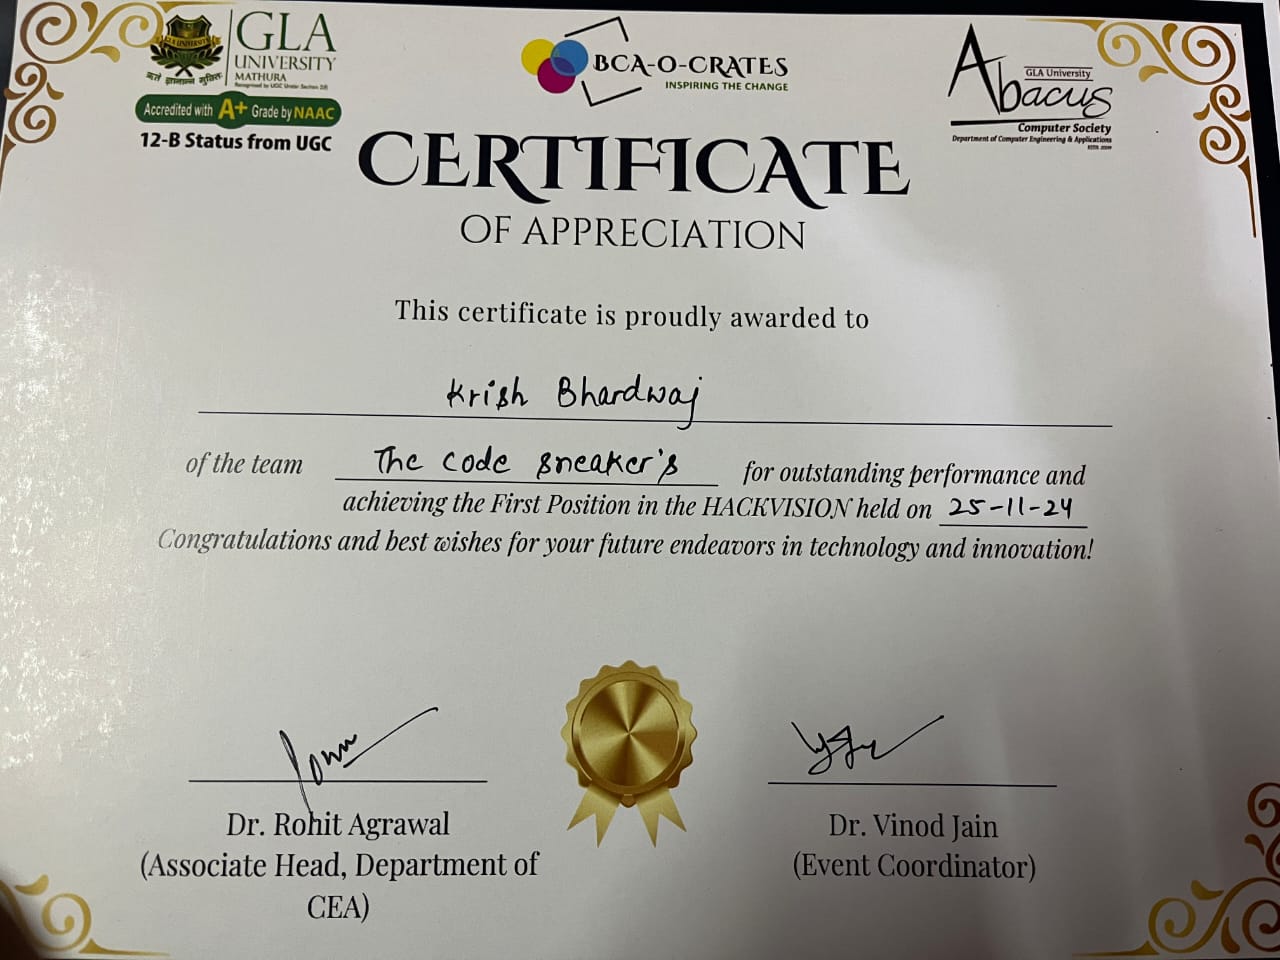 GLA
UNIVERSITY
MATHURA
Recognised by UGC Under Section 2(f)
Accredited with A+ Grade by NAAC
12-B Status from UGC
BCA-O-CRATES
INSPIRING THE CHANGE
Abacus
GLA University
Computer Society
Department of Computer Engineering & Applications
CERTIFICATE
OF APPRECIATION
This certificate is proudly awarded to
Krish Bhardwaj
of the team The code sneaker's for outstanding performance and
achieving the First Position in the HACKVISION held on 25-11-24
Congratulations and best wishes for your future endeavors in technology and innovation!
Dr. Rohit Agrawal
(Associate Head, Department of
CEA)
Dr. Vinod Jain
(Event Coordinator)